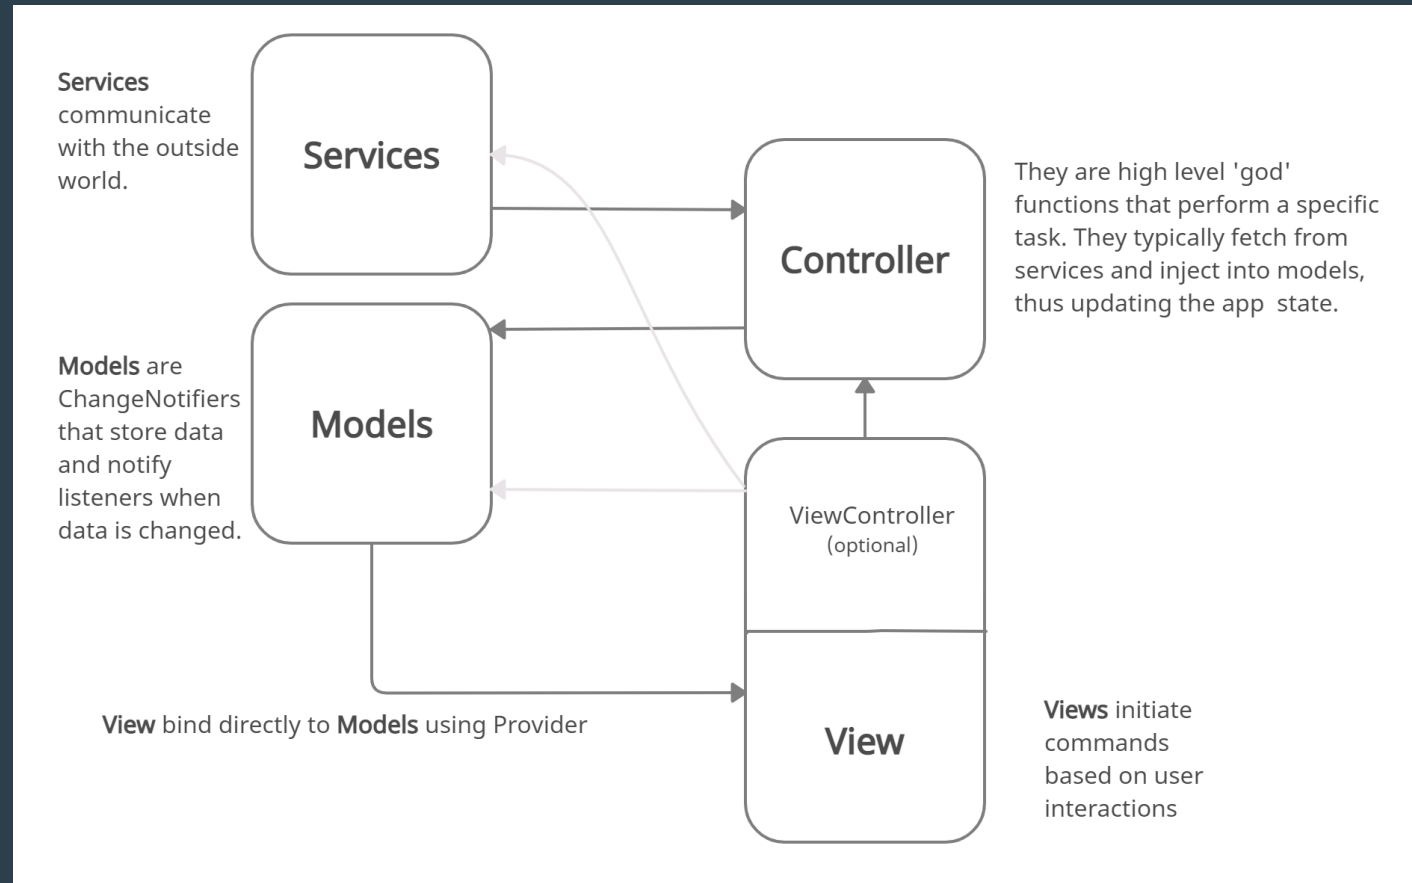 Services
communicate
with the outside
world.
Services
Controller
They are high level 'god'
functions that perform a specific
task. They typically fetch from
services and inject into models,
thus updating the app  state.
Models are
ChangeNotifiers
that store data
and notify
listeners when
data is changed.
Models
ViewController
(optional)
View bind directly to Models using Provider
View
Views initiate
commands
based on user
interactions